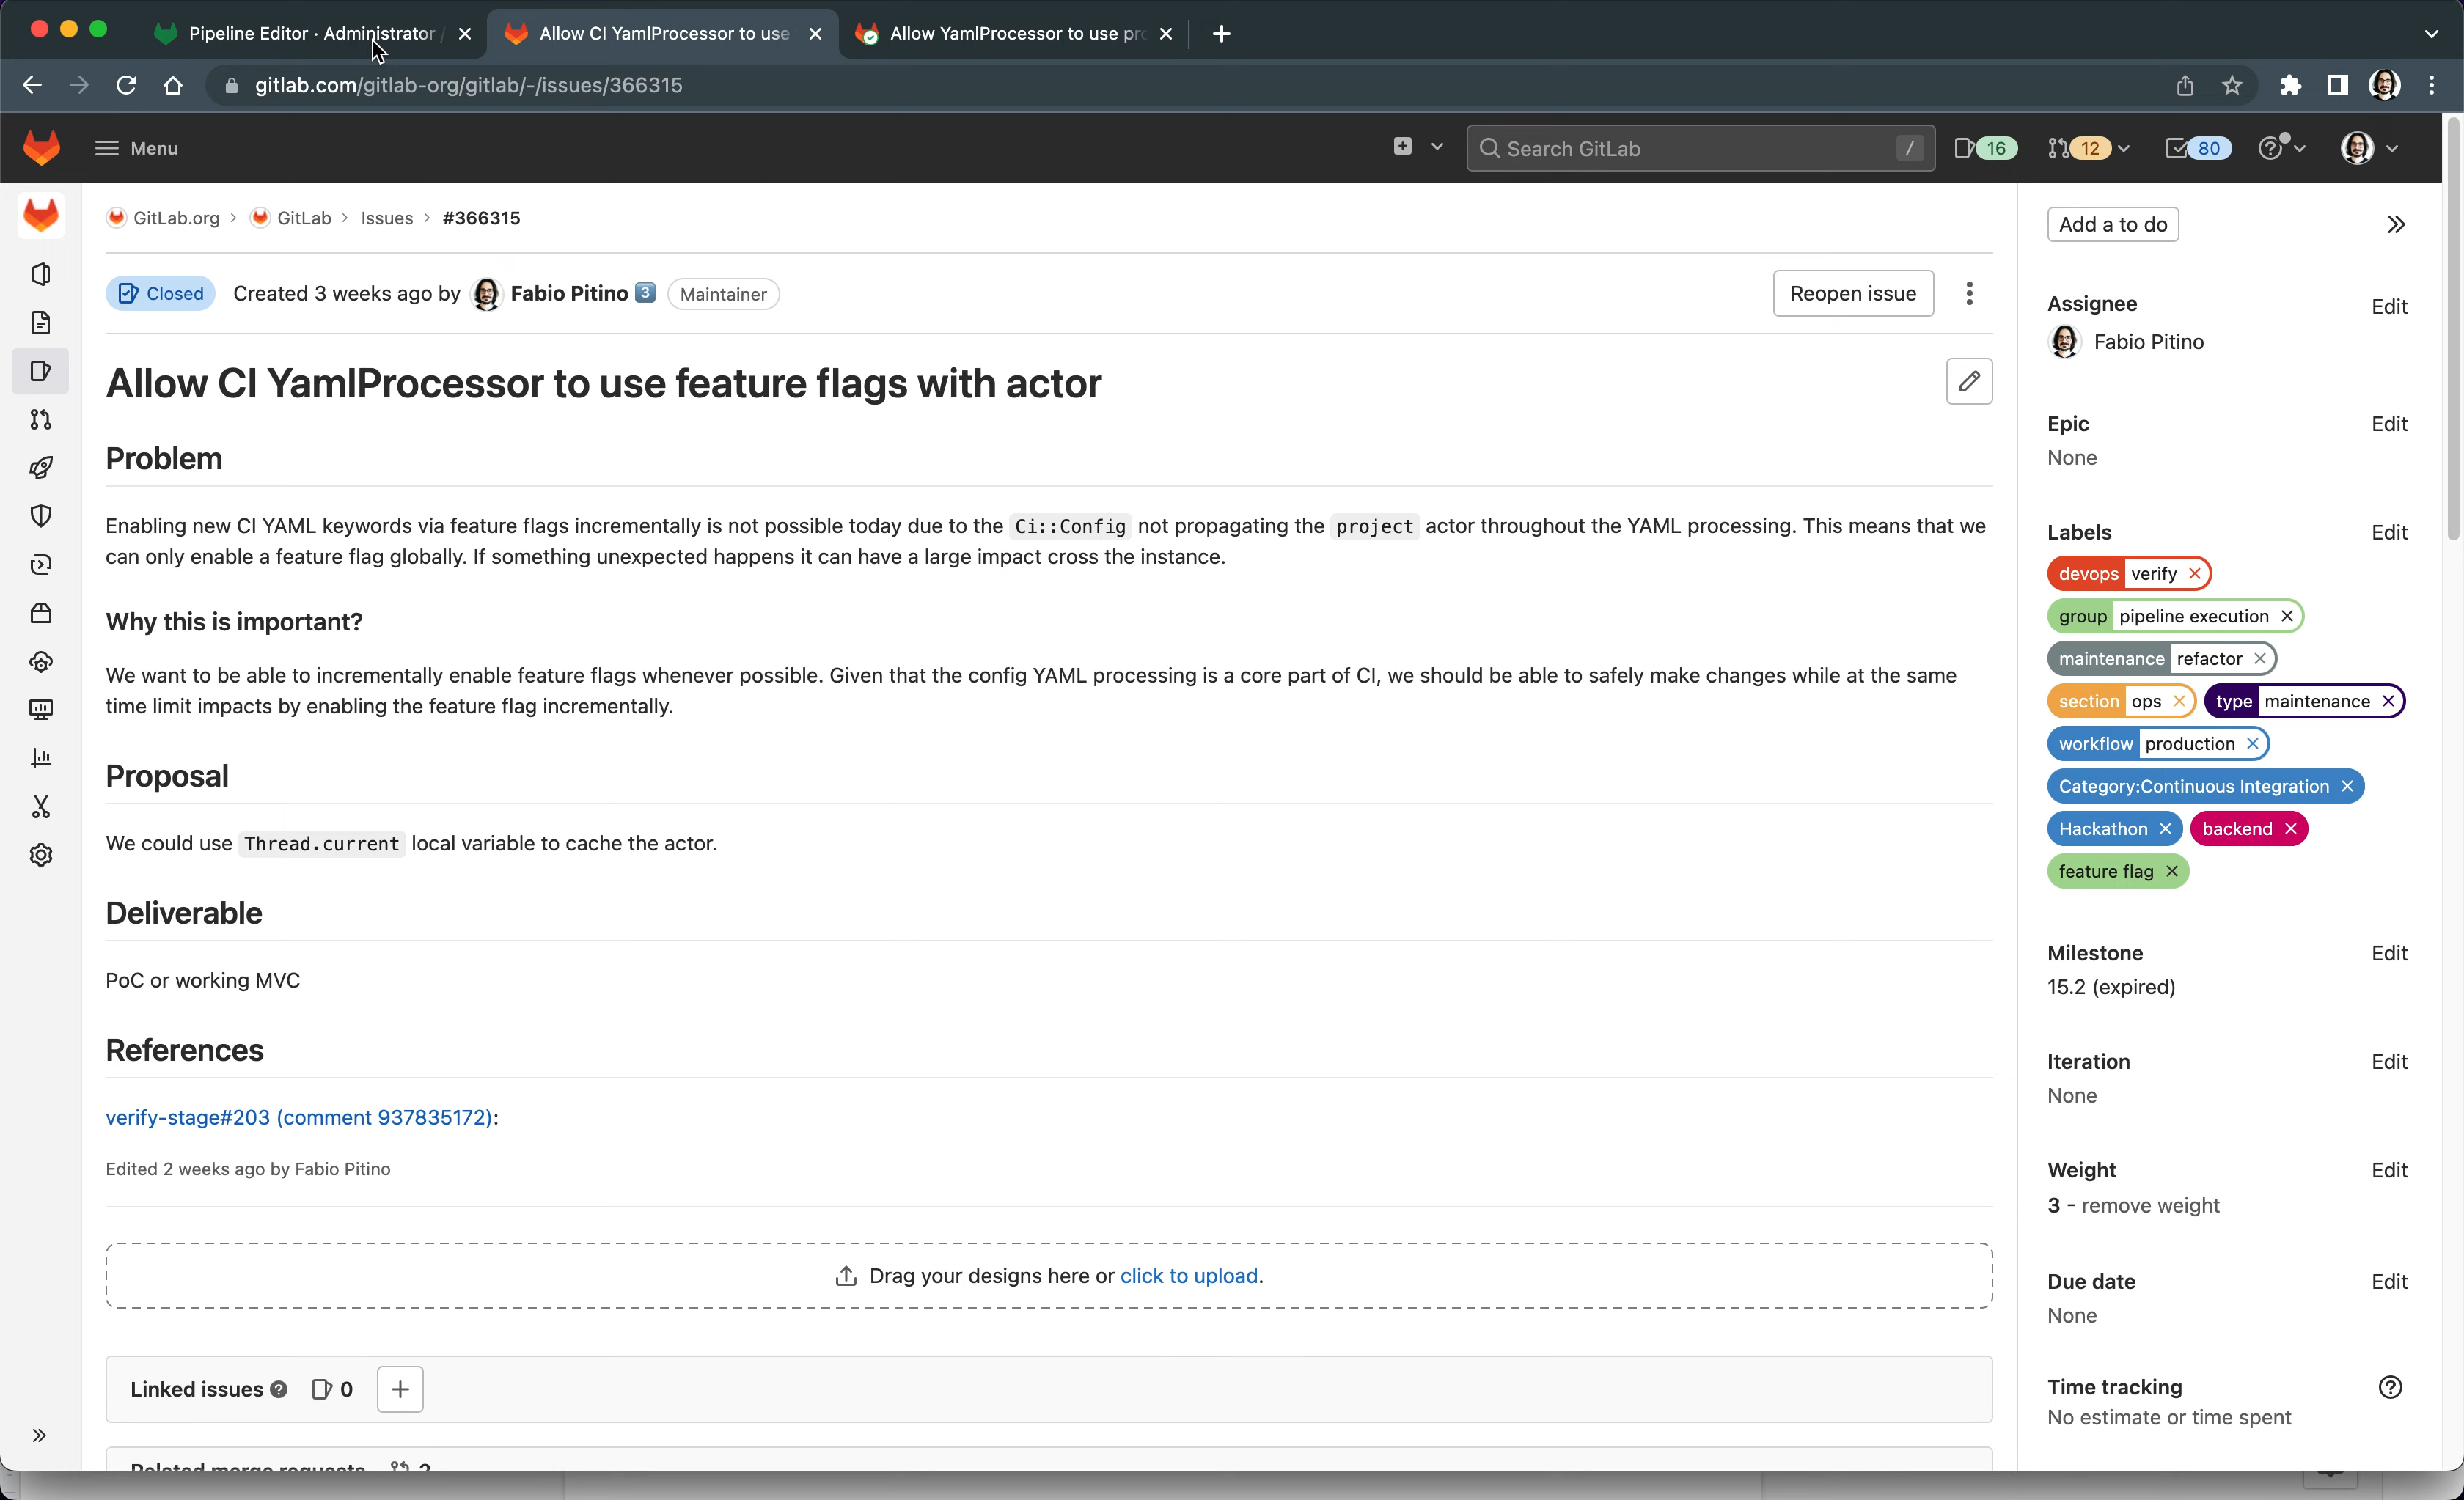 Pipeline Editor · Administrator /
Allow CI YamlProcessor to use
Allow YamlProcessor to use pro
gitlab.com/gitlab-org/gitlab/-/issues/366315
Menu
Search GitLab
/
16
12
80
GitLab.org > GitLab > Issues > #366315
Closed Created 3 weeks ago by Fabio Pitino 3 Maintainer
Reopen issue
Allow CI YamlProcessor to use feature flags with actor
Problem
Enabling new CI YAML keywords via feature flags incrementally is not possible today due to the Ci::Config not propagating the project actor throughout the YAML processing. This means that we
can only enable a feature flag globally. If something unexpected happens it can have a large impact cross the instance.
Why this is important?
We want to be able to incrementally enable feature flags whenever possible. Given that the config YAML processing is a core part of CI, we should be able to safely make changes while at the same
time limit impacts by enabling the feature flag incrementally.
Proposal
We could use Thread.current local variable to cache the actor.
Deliverable
PoC or working MVC
References
verify-stage#203 (comment 937835172):
Edited 2 weeks ago by Fabio Pitino
Drag your designs here or click to upload.
Linked issues ? 0 +
Related merge requests 2
Add a to do
Assignee Edit
Fabio Pitino
Epic Edit
None
Labels Edit
devops verify
group pipeline execution
maintenance refactor
section ops type maintenance
workflow production
Category:Continuous Integration
Hackathon backend
feature flag
Milestone Edit
15.2 (expired)
Iteration Edit
None
Weight Edit
3 - remove weight
Due date Edit
None
Time tracking ?
No estimate or time spent